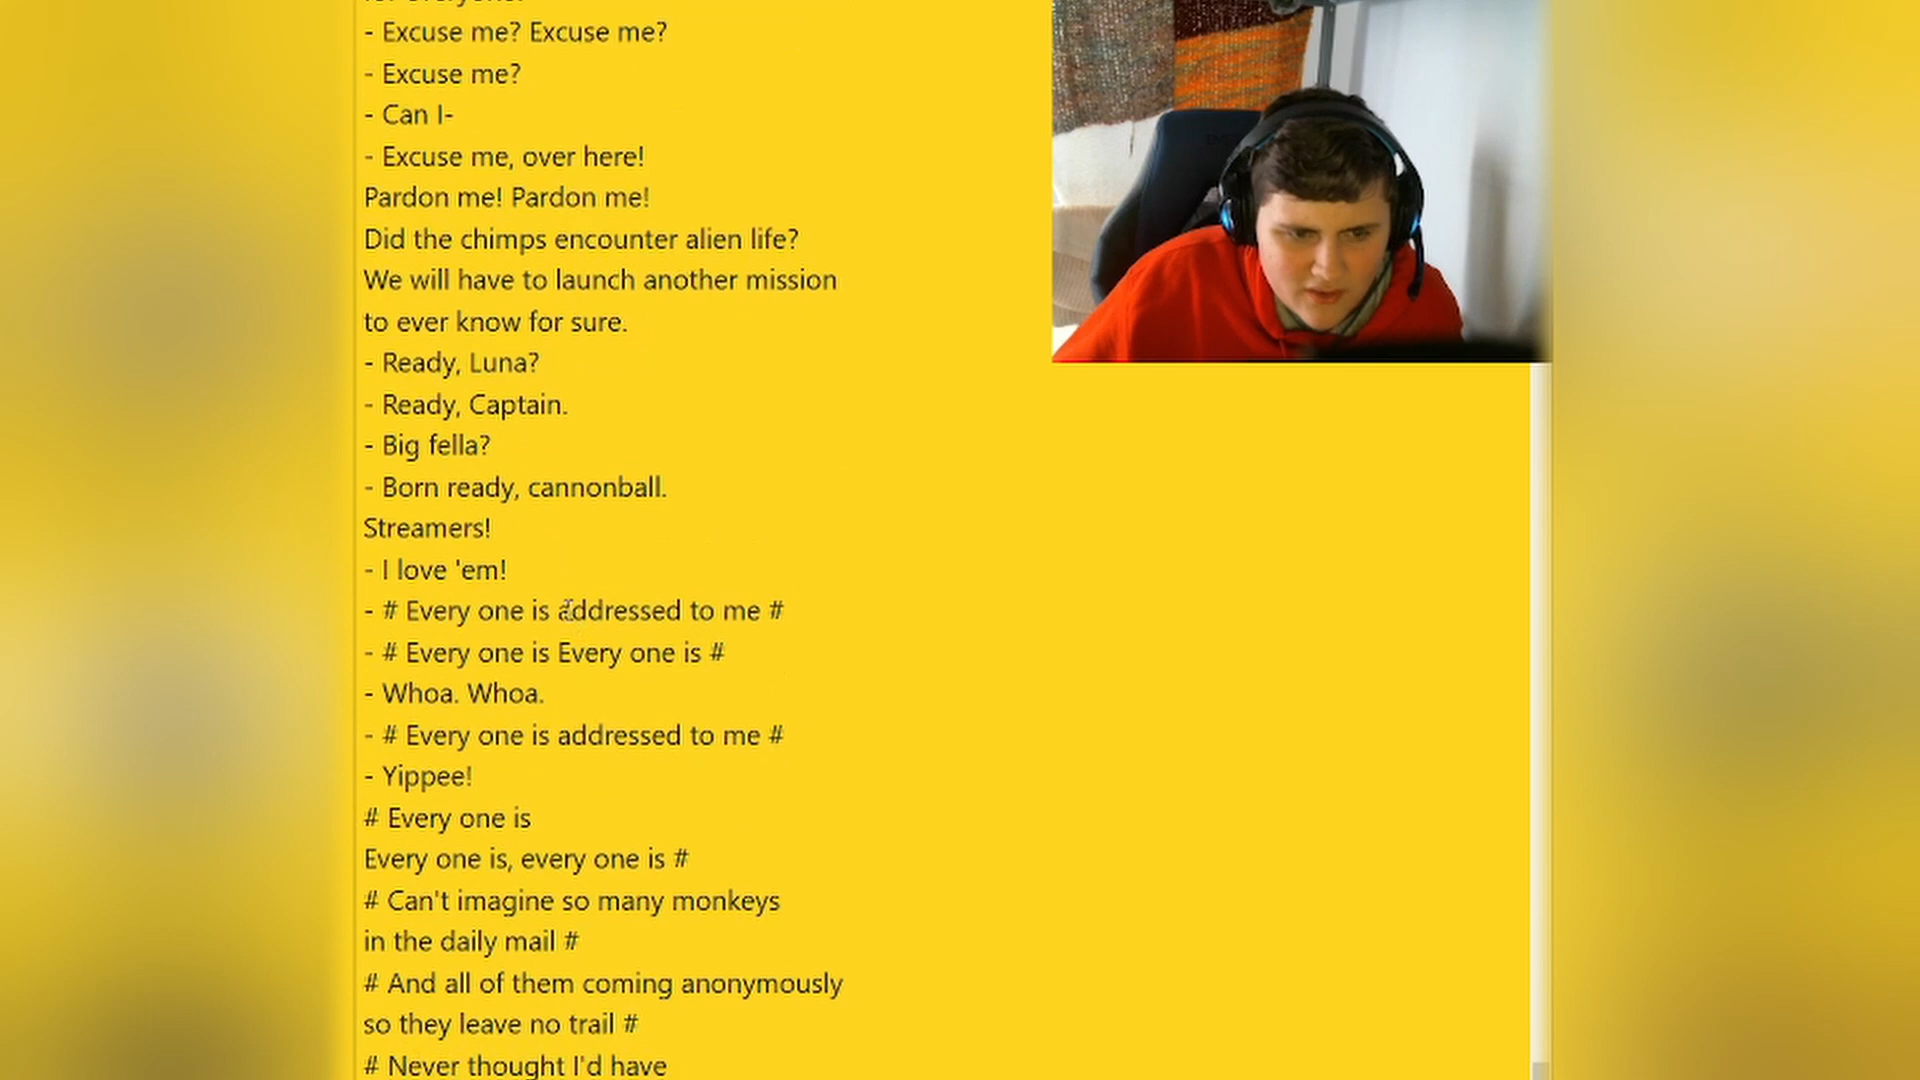 - Excuse me? Excuse me?
- Excuse me?
- Can I-
- Excuse me, over here!
Pardon me! Pardon me!
Did the chimps encounter alien life?
We will have to launch another mission
to ever know for sure.
- Ready, Luna?
- Ready, Captain.
- Big fella?
- Born ready, cannonball.
Streamers!
- I love 'em!
- # Every one is addressed to me #
- # Every one is Every one is #
- Whoa. Whoa.
- # Every one is addressed to me #
- Yippee!
# Every one is
Every one is, every one is #
# Can't imagine so many monkeys
in the daily mail #
# And all of them coming anonymously
so they leave no trail #
# Never thought I'd have